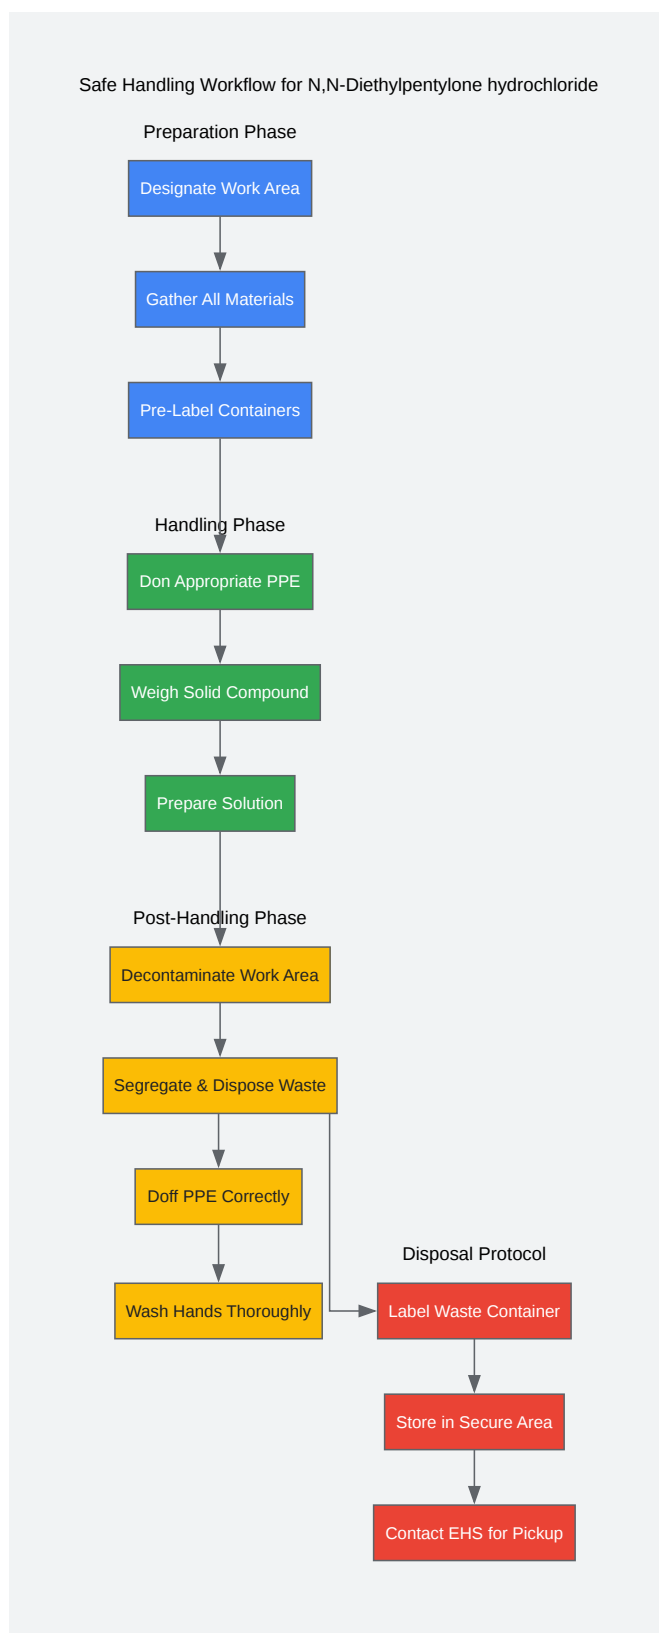 Safe Handling Workflow for N,N-Diethylpentylone hydrochloride
Preparation Phase
Designate Work Area
Gather All Materials
Pre-Label Containers
Handling Phase
Don Appropriate PPE
Weigh Solid Compound
Prepare Solution
Post-Handling Phase
Decontaminate Work Area
Segregate & Dispose Waste
Doff PPE Correctly
Wash Hands Thoroughly
Disposal Protocol
Label Waste Container
Store in Secure Area
Contact EHS for Pickup